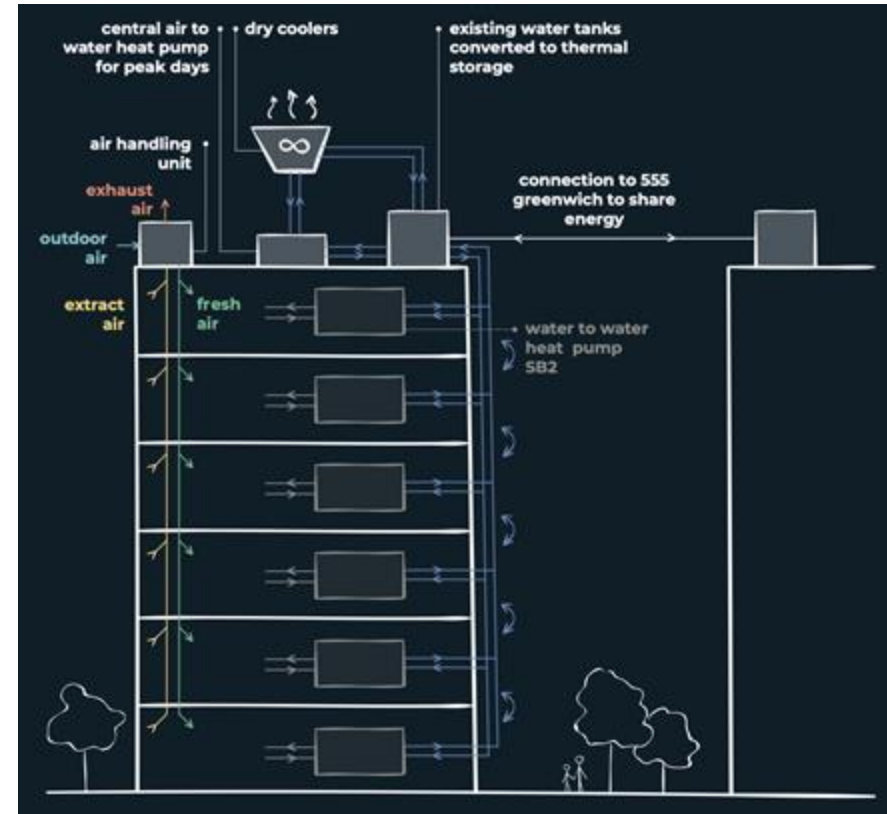 central air to
water heat pump
for peak days
dry coolers
existing water tanks
converted to thermal
storage
air handling
unit
exhaust
air
outdoor
air
connection to 555
greenwich to share
energy
extract
air
fresh
air
water to water
heat pump
SB2